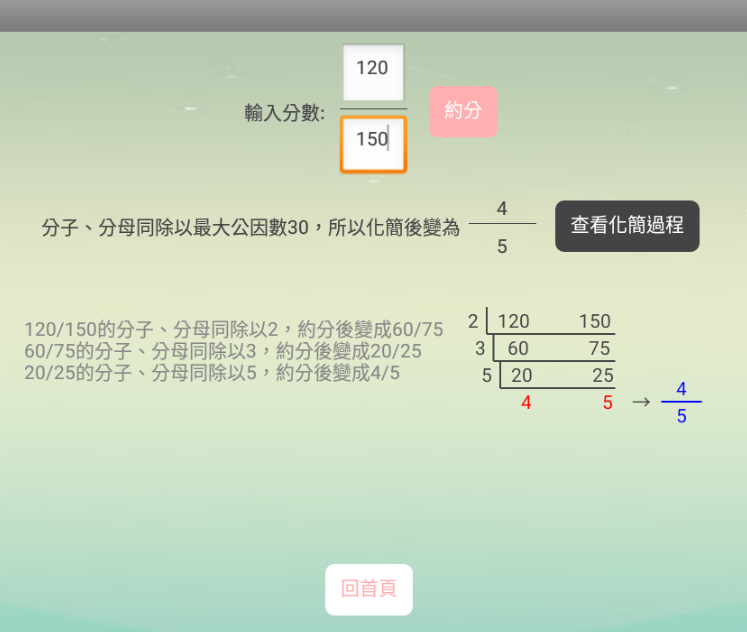 120
輸入分數:
約分
150
4
分子、分母同除以最大公因數30，所以化簡後變為
查看化簡過程
5
120/150的分子、分母同除以2，約分後變成60/75
60/75的分子、分母同除以3，約分後變成20/25
20/25的分子、分母同除以5，約分後變成4/5
2 120 150
3 60 75
5 20 25
4 5 → 4
5
回首頁